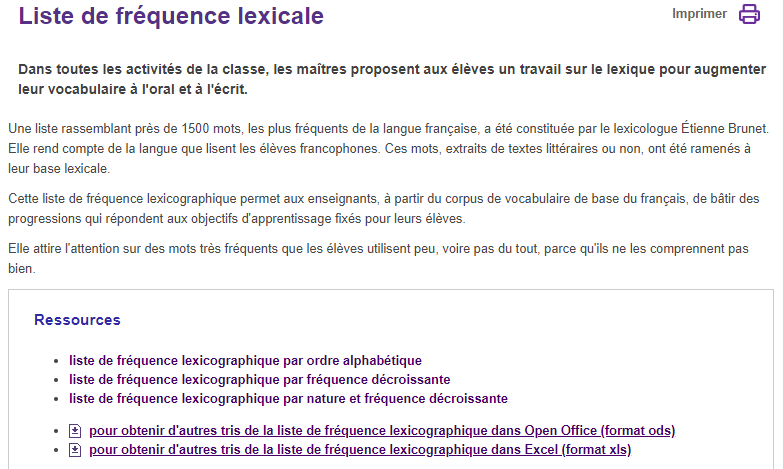 Liste de fréquence lexicale
Imprimer
Dans toutes les activités de la classe, les maîtres proposent aux élèves un travail sur le lexique pour augmenter
leur vocabulaire à l'oral et à l'écrit.
Une liste rassemblant près de 1500 mots, les plus fréquents de la langue française, a été constituée par le lexicologue Étienne Brunet.
Elle rend compte de la langue que lisent les élèves francophones. Ces mots, extraits de textes littéraires ou non, ont été ramenés à
leur base lexicale.
Cette liste de fréquence lexicographique permet aux enseignants, à partir du corpus de vocabulaire de base du français, de bâtir des
progressions qui répondent aux objectifs d'apprentissage fixés pour leurs élèves.
Elle attire l'attention sur des mots très fréquents que les élèves utilisent peu, voire pas du tout, parce qu'ils ne les comprennent pas
bien.
Ressources
• liste de fréquence lexicographique par ordre alphabétique
• liste de fréquence lexicographique par fréquence décroissante
• liste de fréquence lexicographique par nature et fréquence décroissante
• pour obtenir d'autres tris de la liste de fréquence lexicographique dans Open Office (format ods)
• pour obtenir d'autres tris de la liste de fréquence lexicographique dans Excel (format xls)